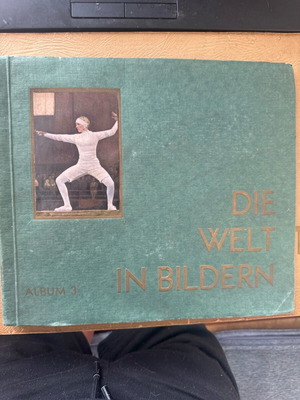 DIE
WELT
IN BILDERN
ALBUM 3